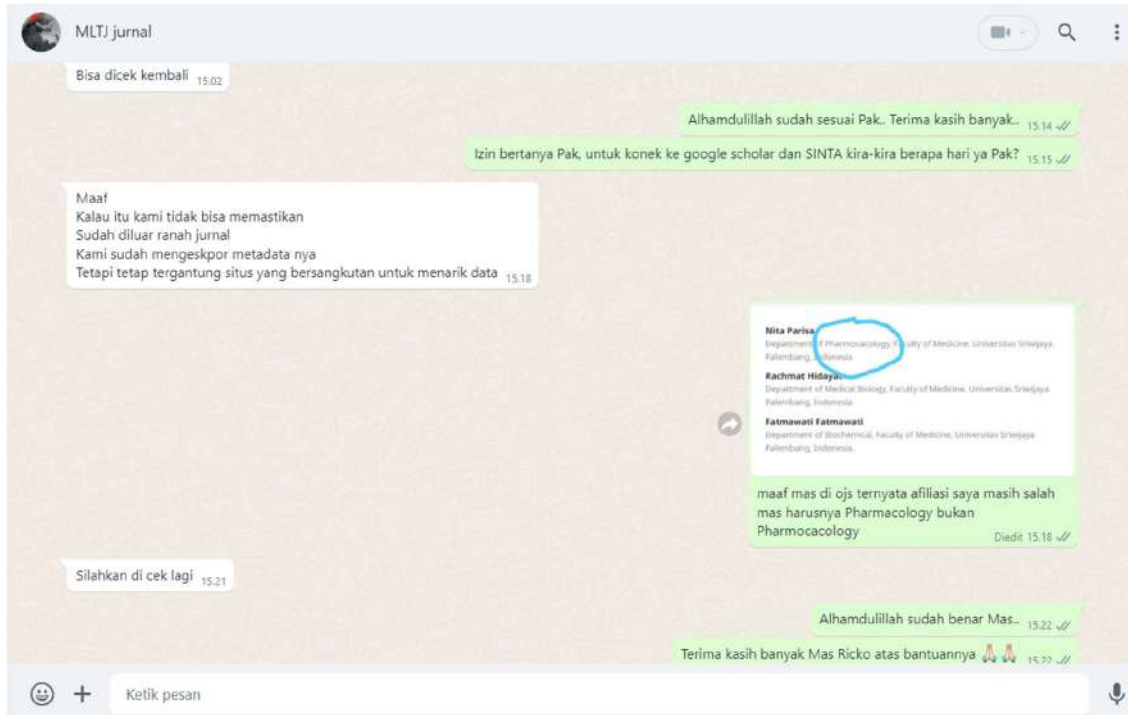 MLTJ jurnal
Bisa dicek kembali 15.02
Alhamdulillah sudah sesuai Pak.. Terima kasih banyak.. 15.14
Izin bertanya Pak, untuk konek ke google scholar dan SINTA kira-kira berapa hari ya Pak? 15.15
Maaf
Kalau itu kami tidak bisa memastikan
Sudah diluar ranah jurnal
Kami sudah mengeskpor metadata nya
Tetapi tetap tergantung situs yang bersangkutan untuk menarik data 15.18
Nita Parisa
Department of Pharmocacology, Faculty of Medicine, Universitas Sriwijaya
Palembang, Indonesia
Rachmat Hidayat
Department of Medical Biology, Faculty of Medicine, Universitas Sriwijaya
Palembang, Indonesia
Fatmawati Fatmawati
Department of Biochemical, Faculty of Medicine, Universitas Sriwijaya
Palembang, Indonesia.
maaf mas di ojs ternyata afiliasi saya masih salah
mas harusnya Pharmacology bukan
Pharmocacology Diedit 15.18
Silahkan di cek lagi 15.21
Alhamdulillah sudah benar Mas.. 15.22
Terima kasih banyak Mas Ricko atas bantuannya 🙏🏻 🙏🏻 15.22
Ketik pesan